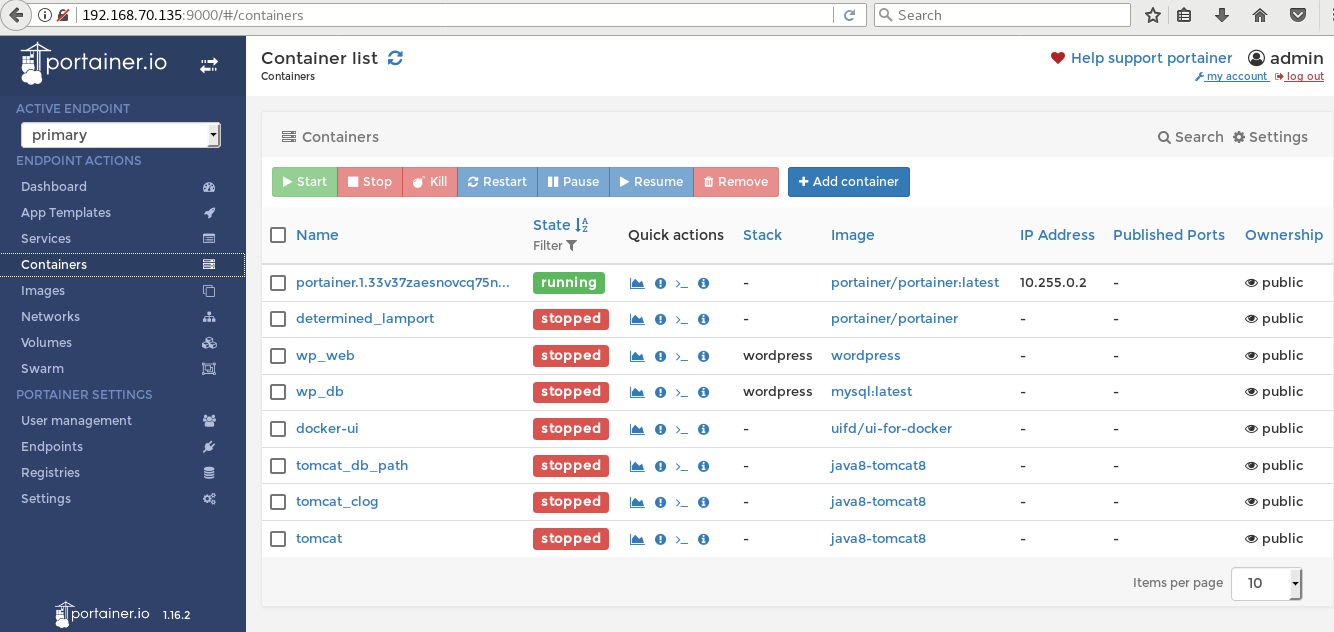 192.168.70.135:9000/#/containers
Search
portainer.io
Container list
Containers
Help support portainer
admin
my account
log out
ACTIVE ENDPOINT
primary
ENDPOINT ACTIONS
Dashboard
App Templates
Services
Containers
Images
Networks
Volumes
Swarm
PORTAINER SETTINGS
User management
Endpoints
Registries
Settings
portainer.io 1.16.2
Containers
Search Settings
Start Stop Kill Restart Pause Resume Remove Add container
Name State Filter Quick actions Stack Image IP Address Published Ports Ownership
portainer.1.33v37zaesnovcq75n... running >_ - portainer/portainer:latest 10.255.0.2 - public
determined_lamport stopped >_ - portainer/portainer - - public
wp_web stopped >_ wordpress wordpress - - public
wp_db stopped >_ wordpress mysql:latest - - public
docker-ui stopped >_ - uifd/ui-for-docker - - public
tomcat_db_path stopped >_ - java8-tomcat8 - - public
tomcat_clog stopped >_ - java8-tomcat8 - - public
tomcat stopped >_ - java8-tomcat8 - - public
Items per page 10